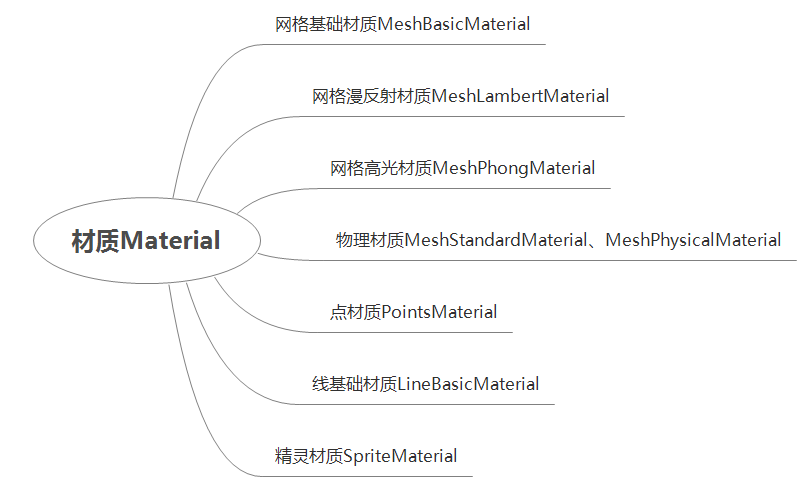 网格基础材质MeshBasicMaterial
网格漫反射材质MeshLambertMaterial
网格高光材质MeshPhongMaterial
材质Material
物理材质MeshStandardMaterial、MeshPhysicalMaterial
点材质PointsMaterial
线基础材质LineBasicMaterial
精灵材质SpriteMaterial